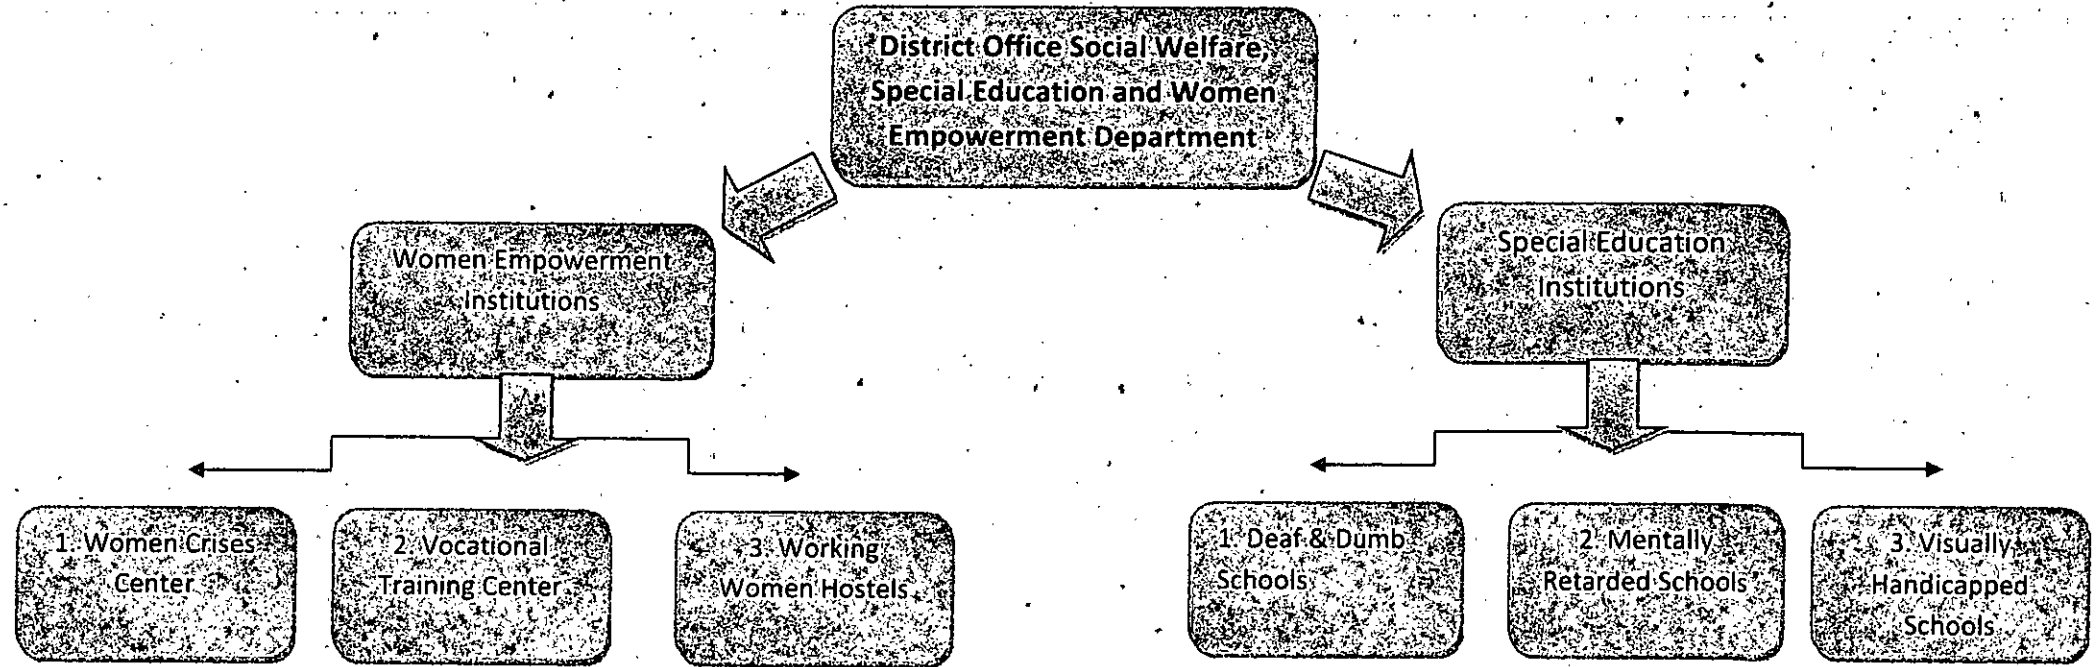 District Office Social Welfare,
Special Education and Women
Empowerment Department
Women Empowerment
Institutions
Special Education
Institutions
1. Women Crises
Center
2. Vocational
Training Center
3. Working
Women Hostels
1. Deaf & Dumb
Schools
2. Mentally
Retarded Schools
3. Visually
Handicapped
Schools